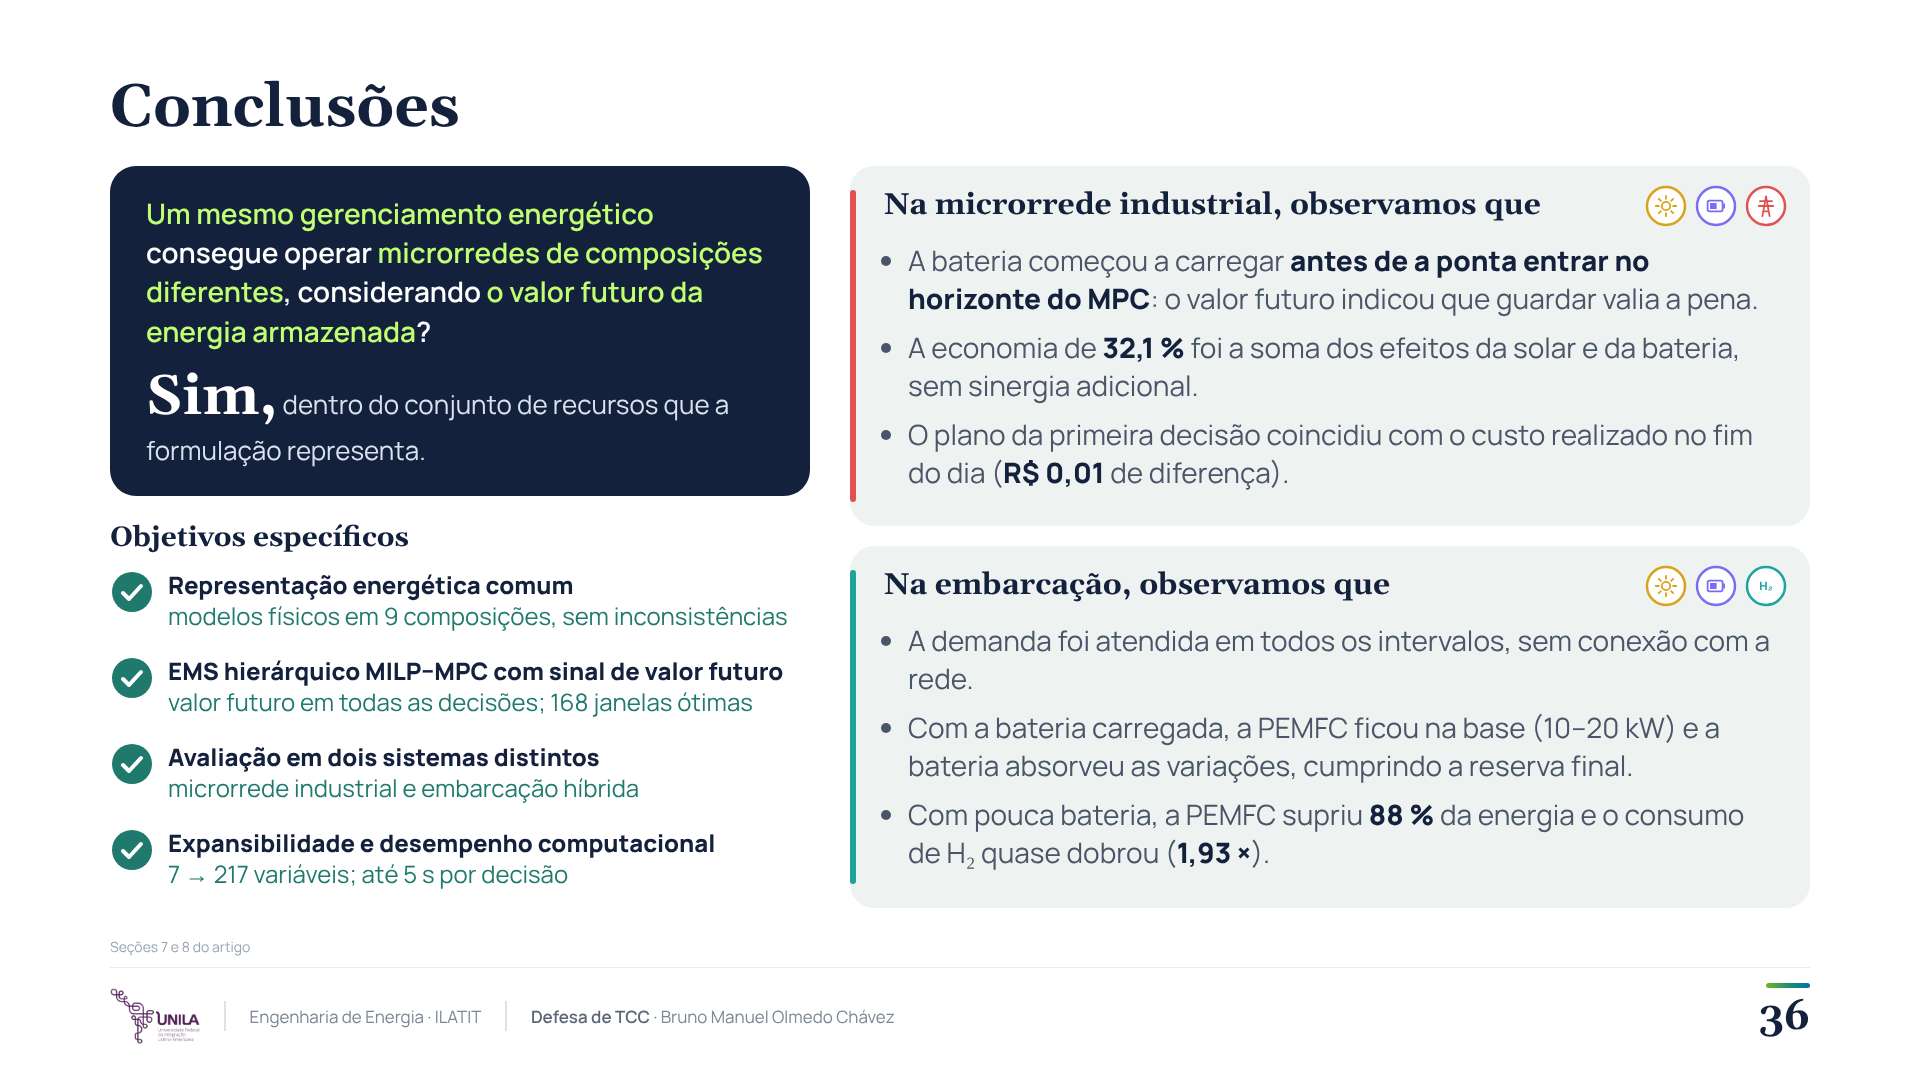 Conclusões
Um mesmo gerenciamento energético
consegue operar microrredes de composições
diferentes, considerando o valor futuro da
energia armazenada?
Sim, dentro do conjunto de recursos que a
formulação representa.
Objetivos específicos
Representação energética comum
modelos físicos em 9 composições, sem inconsistências
EMS hierárquico MILP–MPC com sinal de valor futuro
valor futuro em todas as decisões; 168 janelas ótimas
Avaliação em dois sistemas distintos
microrrede industrial e embarcação híbrida
Expansibilidade e desempenho computacional
7 → 217 variáveis; até 5 s por decisão
Na microrrede industrial, observamos que
• A bateria começou a carregar antes de a ponta entrar no
horizonte do MPC: o valor futuro indicou que guardar valia a pena.
• A economia de 32,1 % foi a soma dos efeitos da solar e da bateria,
sem sinergia adicional.
• O plano da primeira decisão coincidiu com o custo realizado no fim
do dia (R$ 0,01 de diferença).
Na embarcação, observamos que
H₂
• A demanda foi atendida em todos os intervalos, sem conexão com a
rede.
• Com a bateria carregada, a PEMFC ficou na base (10–20 kW) e a
bateria absorveu as variações, cumprindo a reserva final.
• Com pouca bateria, a PEMFC supriu 88 % da energia e o consumo
de H₂ quase dobrou (1,93 ×).
Seções 7 e 8 do artigo
UNILA
Engenharia de Energia · ILATIT
Defesa de TCC · Bruno Manuel Olmedo Chávez
36